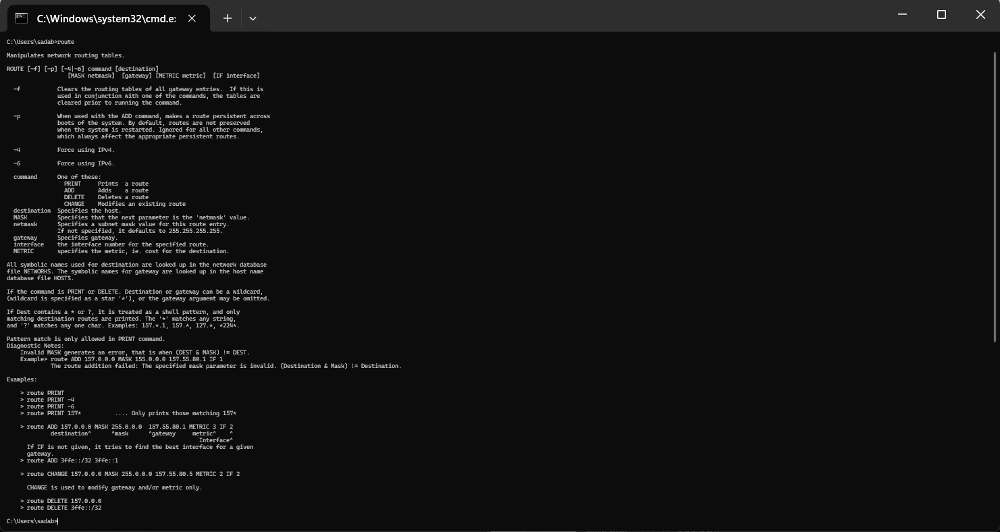 C:\Windows\system32\cmd.e
C:\Users\sadab>route
Manipulates network routing tables.
ROUTE [-f] [-p] [-4|-6] command [destination]
                  [MASK netmask]  [gateway] [METRIC metric]  [IF interface]
  -f           Clears the routing tables of all gateway entries.  If this is
               used in conjunction with one of the commands, the tables are
               cleared prior to running the command.
  -p           When used with the ADD command, makes a route persistent across
               boots of the system. By default, routes are not preserved
               when the system is restarted. Ignored for all other commands,
               which always affect the appropriate persistent routes.
  -4           Force using IPv4.
  -6           Force using IPv6.
  command      One of these:
                 PRINT     Prints  a route
                 ADD       Adds    a route
                 DELETE    Deletes a route
                 CHANGE    Modifies an existing route
  destination  Specifies the host.
  MASK         Specifies that the next parameter is the 'netmask' value.
  netmask      Specifies a subnet mask value for this route entry.
               If not specified, it defaults to 255.255.255.255.
  gateway      Specifies gateway.
  interface    the interface number for the specified route.
  METRIC       specifies the metric, ie. cost for the destination.
All symbolic names used for destination are looked up in the network database
file NETWORKS. The symbolic names for gateway are looked up in the host name
database file HOSTS.
If the command is PRINT or DELETE. Destination or gateway can be a wildcard,
(wildcard is specified as a star '*'), or the gateway argument may be omitted.
If Dest contains a * or ?, it is treated as a shell pattern, and only
matching destination routes are printed. The '*' matches any string,
and '?' matches any one char. Examples: 157.*.1, 157.*, 127.*, *224*.
Pattern match is only allowed in PRINT command.
Diagnostic Notes:
    Invalid MASK generates an error, that is when (DEST & MASK) != DEST.
    Example> route ADD 157.0.0.0 MASK 155.0.0.0 157.55.80.1 IF 1
             The route addition failed: The specified mask parameter is invalid. (Destination & Mask) != Destination.
Examples:
    > route PRINT
    > route PRINT -4
    > route PRINT -6
    > route PRINT 157*          .... Only prints those matching 157*
    > route ADD 157.0.0.0 MASK 255.0.0.0  157.55.80.1 METRIC 3 IF 2
             destination^      ^mask      ^gateway     metric^    ^
                                                         Interface^
      If IF is not given, it tries to find the best interface for a given
      gateway.
    > route ADD 3ffe::/32 3ffe::1
    > route CHANGE 157.0.0.0 MASK 255.0.0.0 157.55.80.5 METRIC 2 IF 2
      CHANGE is used to modify gateway and/or metric only.
    > route DELETE 157.0.0.0
    > route DELETE 3ffe::/32
C:\Users\sadab>